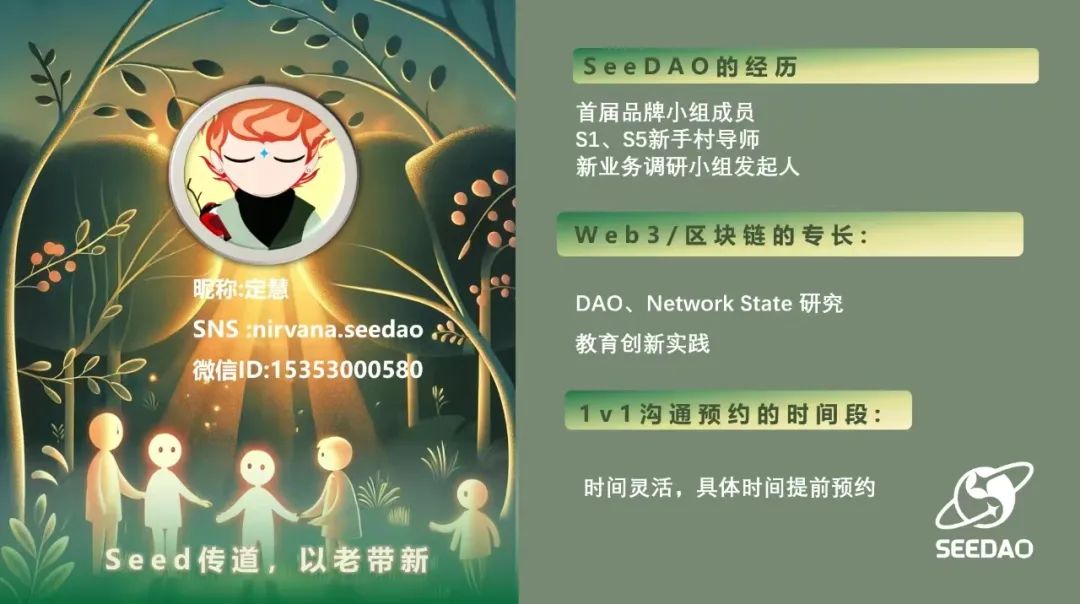 昵称:定慧
SNS :nirvana.seedao
微信ID:15353000580
Seed传道，以老带新
SeeDAO的经历
首届品牌小组成员
S1、S5新手村导师
新业务调研小组发起人
Web3/区块链的专长：
DAO、Network State 研究
教育创新实践
1v1沟通预约的时间段：
时间灵活，具体时间提前预约
SEEDAO